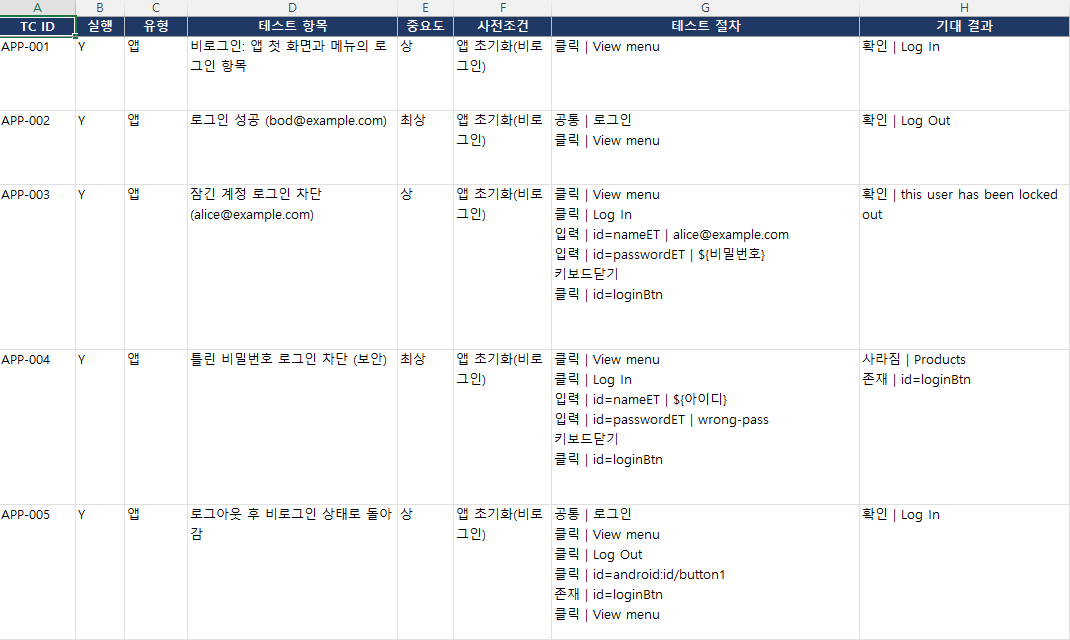 A B C D E F G H
TC ID 실행 유형 테스트 항목 중요도 사전조건 테스트 절차 기대 결과
APP-001 Y 앱 비로그인: 앱 첫 화면과 메뉴의 로 상 앱 초기화(비로 클릭 | View menu 확인 | Log In
그인 항목 그인)
APP-002 Y 앱 로그인 성공 (bod@example.com) 최상 앱 초기화(비로 공통 | 로그인 확인 | Log Out
그인) 클릭 | View menu
APP-003 Y 앱 잠긴 계정 로그인 차단 상 앱 초기화(비로 클릭 | View menu 확인 | this user has been locked
(alice@example.com) 그인) 클릭 | Log In out
입력 | id=nameET | alice@example.com
입력 | id=passwordET | ${비밀번호}
키보드닫기
클릭 | id=loginBtn
APP-004 Y 앱 틀린 비밀번호 로그인 차단 (보안) 최상 앱 초기화(비로 클릭 | View menu 사라짐 | Products
그인) 클릭 | Log In 존재 | id=loginBtn
입력 | id=nameET | ${아이디}
입력 | id=passwordET | wrong-pass
키보드닫기
클릭 | id=loginBtn
APP-005 Y 앱 로그아웃 후 비로그인 상태로 돌아 상 앱 초기화(비로 공통 | 로그인 확인 | Log In
감 그인) 클릭 | View menu
클릭 | Log Out
클릭 | id=android:id/button1
존재 | id=loginBtn
클릭 | View menu